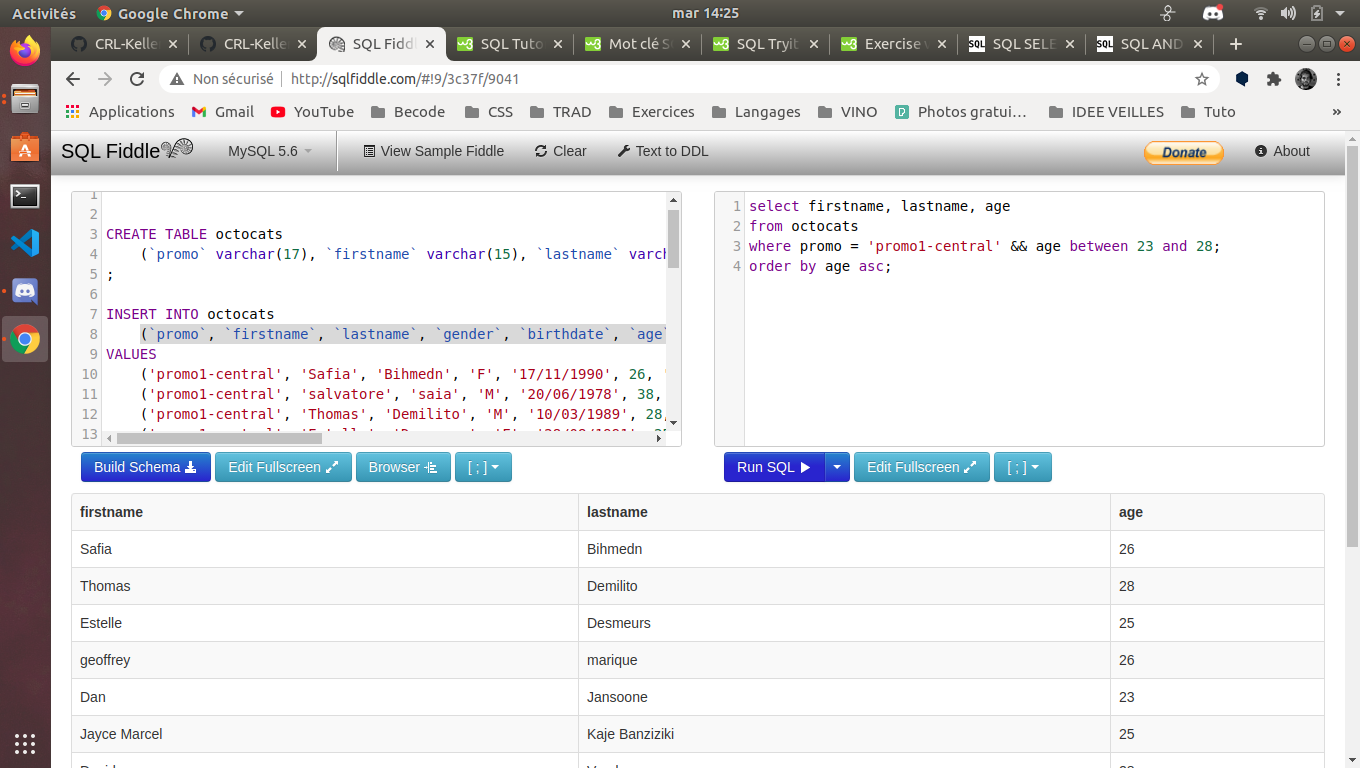 Activités Google Chrome mar 14:25
CRL-Kelle CRL-Kelle SQL Fiddl SQL Tuto Mot clé S SQL Tryit Exercise v SQL SELE SQL AND
Non sécurisé http://sqlfiddle.com/#!9/3c37f/9041
Applications Gmail YouTube Becode CSS TRAD Exercices Langages VINO Photos gratui… IDEE VEILLES Tuto »
SQL Fiddle MySQL 5.6 View Sample Fiddle Clear Text to DDL Donate About
1
2
3 CREATE TABLE octocats
4 (`promo` varchar(17), `firstname` varchar(15), `lastname` varch
5 ;
6
7 INSERT INTO octocats
8 (`promo`, `firstname`, `lastname`, `gender`, `birthdate`, `age`
9 VALUES
10 ('promo1-central', 'Safia', 'Bihmedn', 'F', '17/11/1990', 26, '
11 ('promo1-central', 'salvatore', 'saia', 'M', '20/06/1978', 38,
12 ('promo1-central', 'Thomas', 'Demilito', 'M', '10/03/1989', 28,
13
1 select firstname, lastname, age
2 from octocats
3 where promo = 'promo1-central' && age between 23 and 28;
4 order by age asc;
Build Schema Edit Fullscreen Browser [ ; ]
Run SQL Edit Fullscreen [ ; ]
firstname lastname age
Safia Bihmedn 26
Thomas Demilito 28
Estelle Desmeurs 25
geoffrey marique 26
Dan Jansoone 23
Jayce Marcel Kaje Banziziki 25